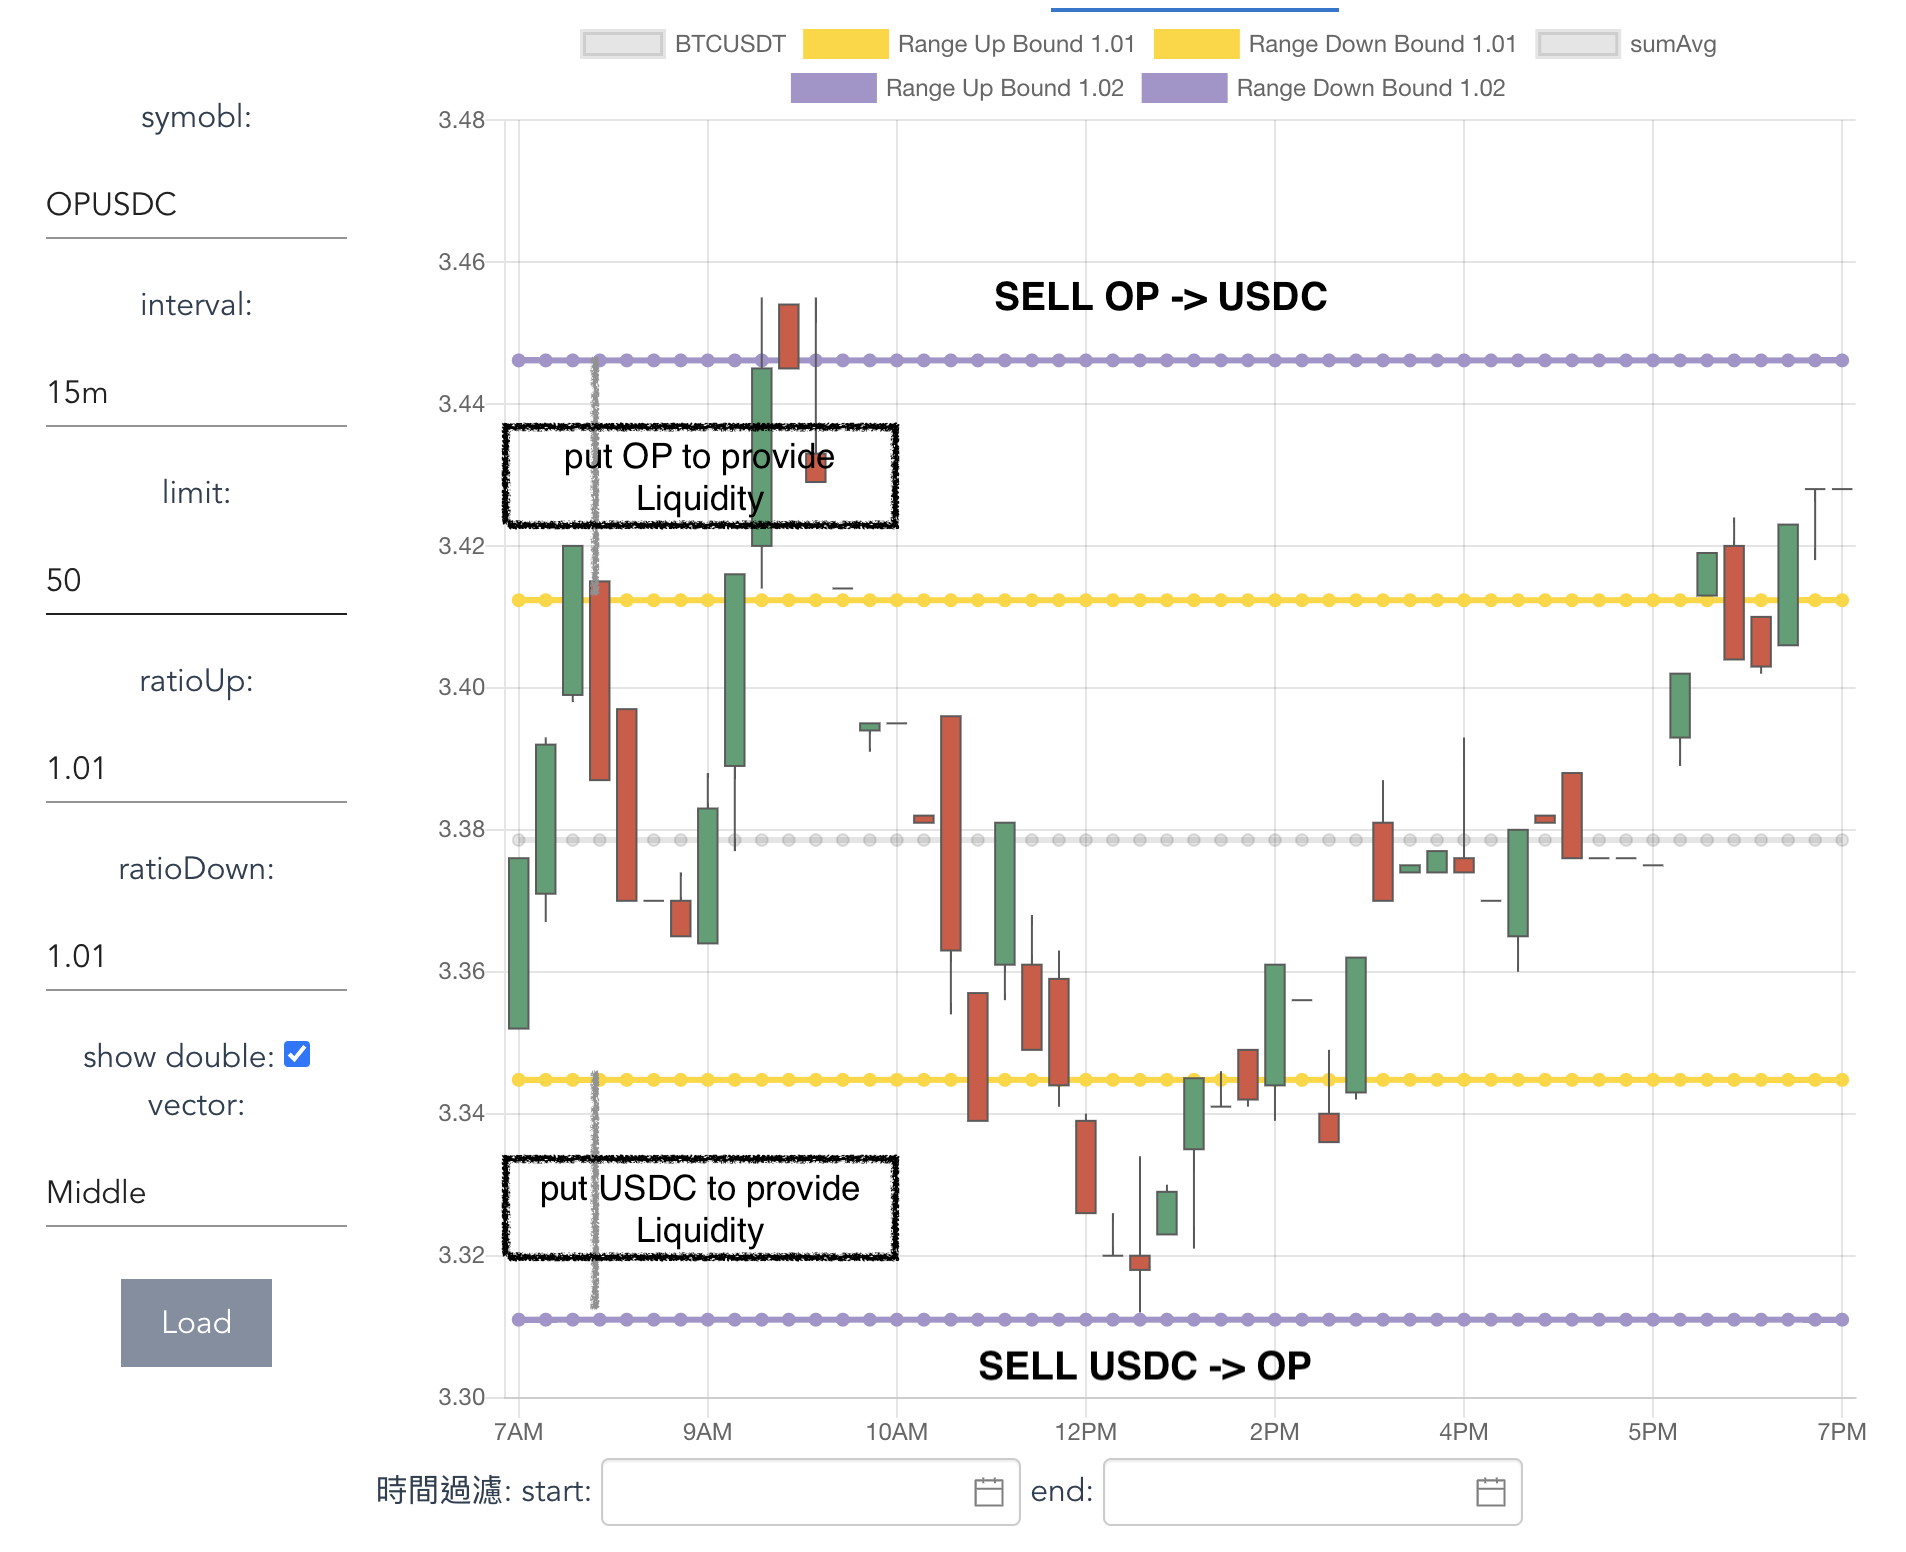 BTCUSDT Range Up Bound 1.01 Range Down Bound 1.01 sumAvg
Range Up Bound 1.02 Range Down Bound 1.02
symobl:
OPUSDC
interval:
15m
limit:
50
ratioUp:
1.01
ratioDown:
1.01
show double:
vector:
Middle
Load
3.48
3.46
3.44
3.42
3.40
3.38
3.36
3.34
3.32
3.30
SELL OP -> USDC
put OP to provide
Liquidity
put USDC to provide
Liquidity
SELL USDC -> OP
7AM 9AM 10AM 12PM 2PM 4PM 5PM 7PM
時間過濾: start: end: